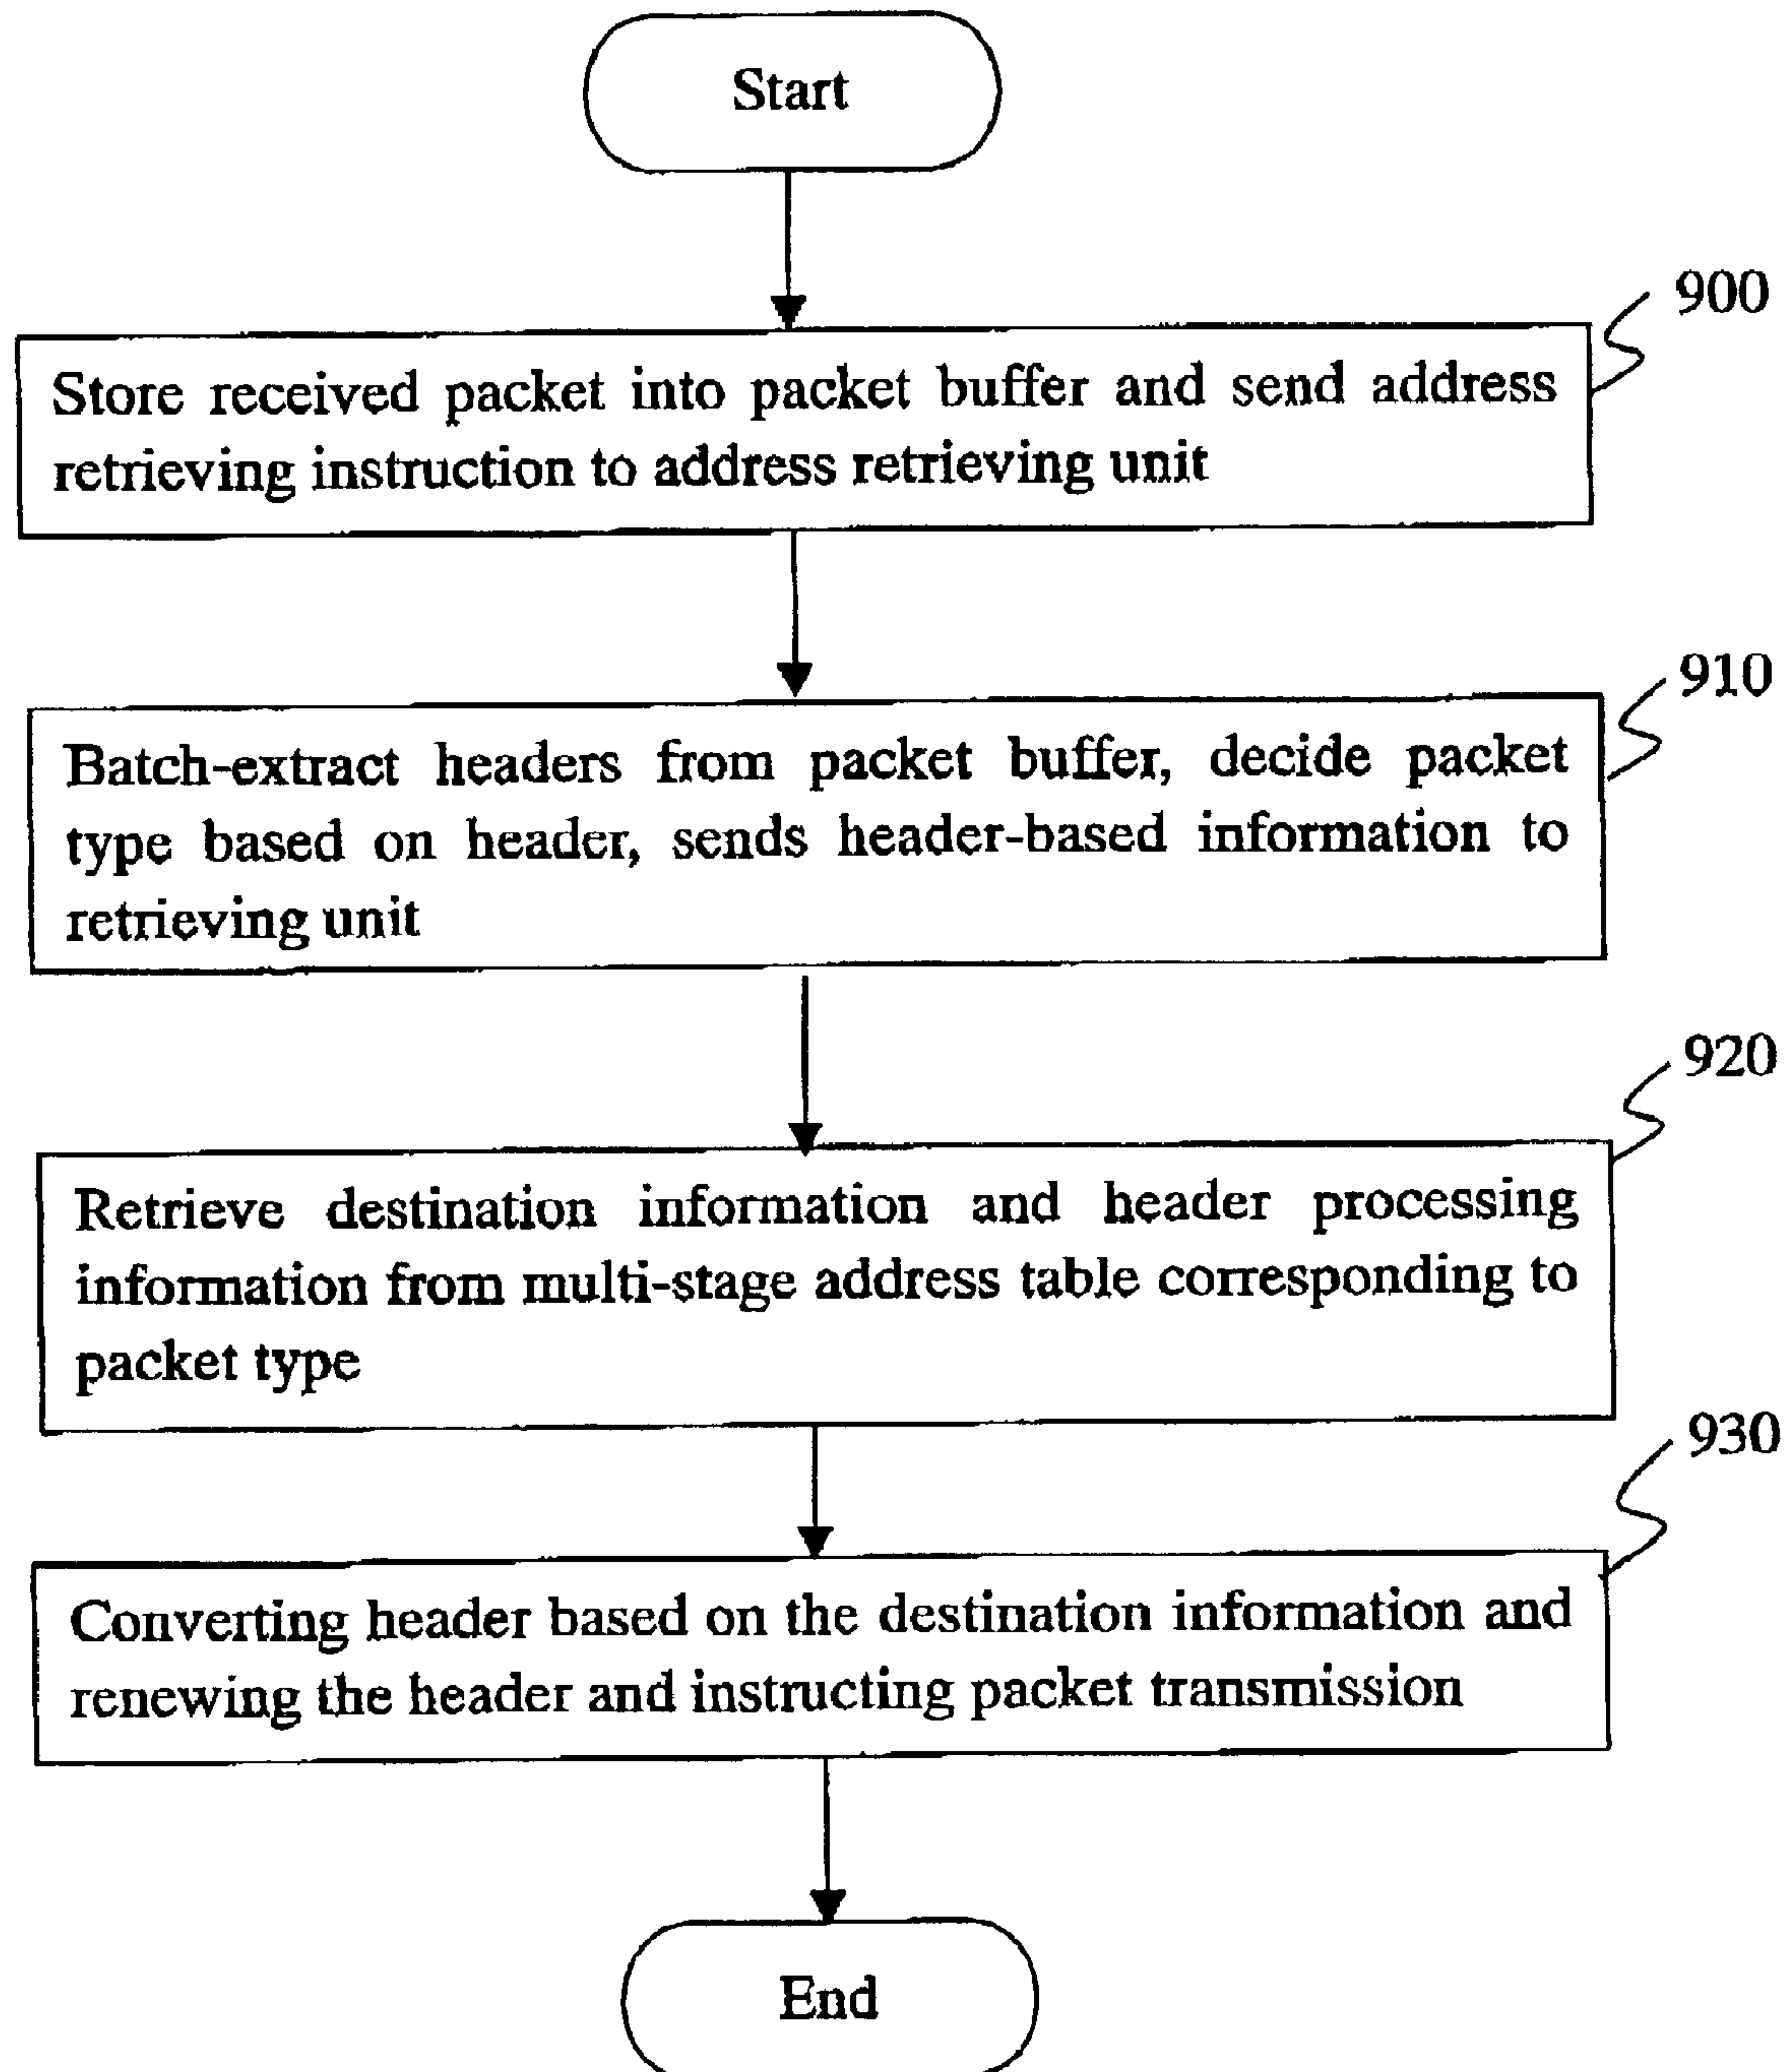 Start
900
Store received packet into packet buffer and send address
retrieving instruction to address retrieving unit
910
Batch-extract headers from packet buffer, decide packet
type based on header, sends header-based information to
retrieving unit
920
Retrieve destination information and header processing
information from multi-stage address table corresponding to
packet type
930
Converting header based on the destination information and
renewing the header and instructing packet transmission
End